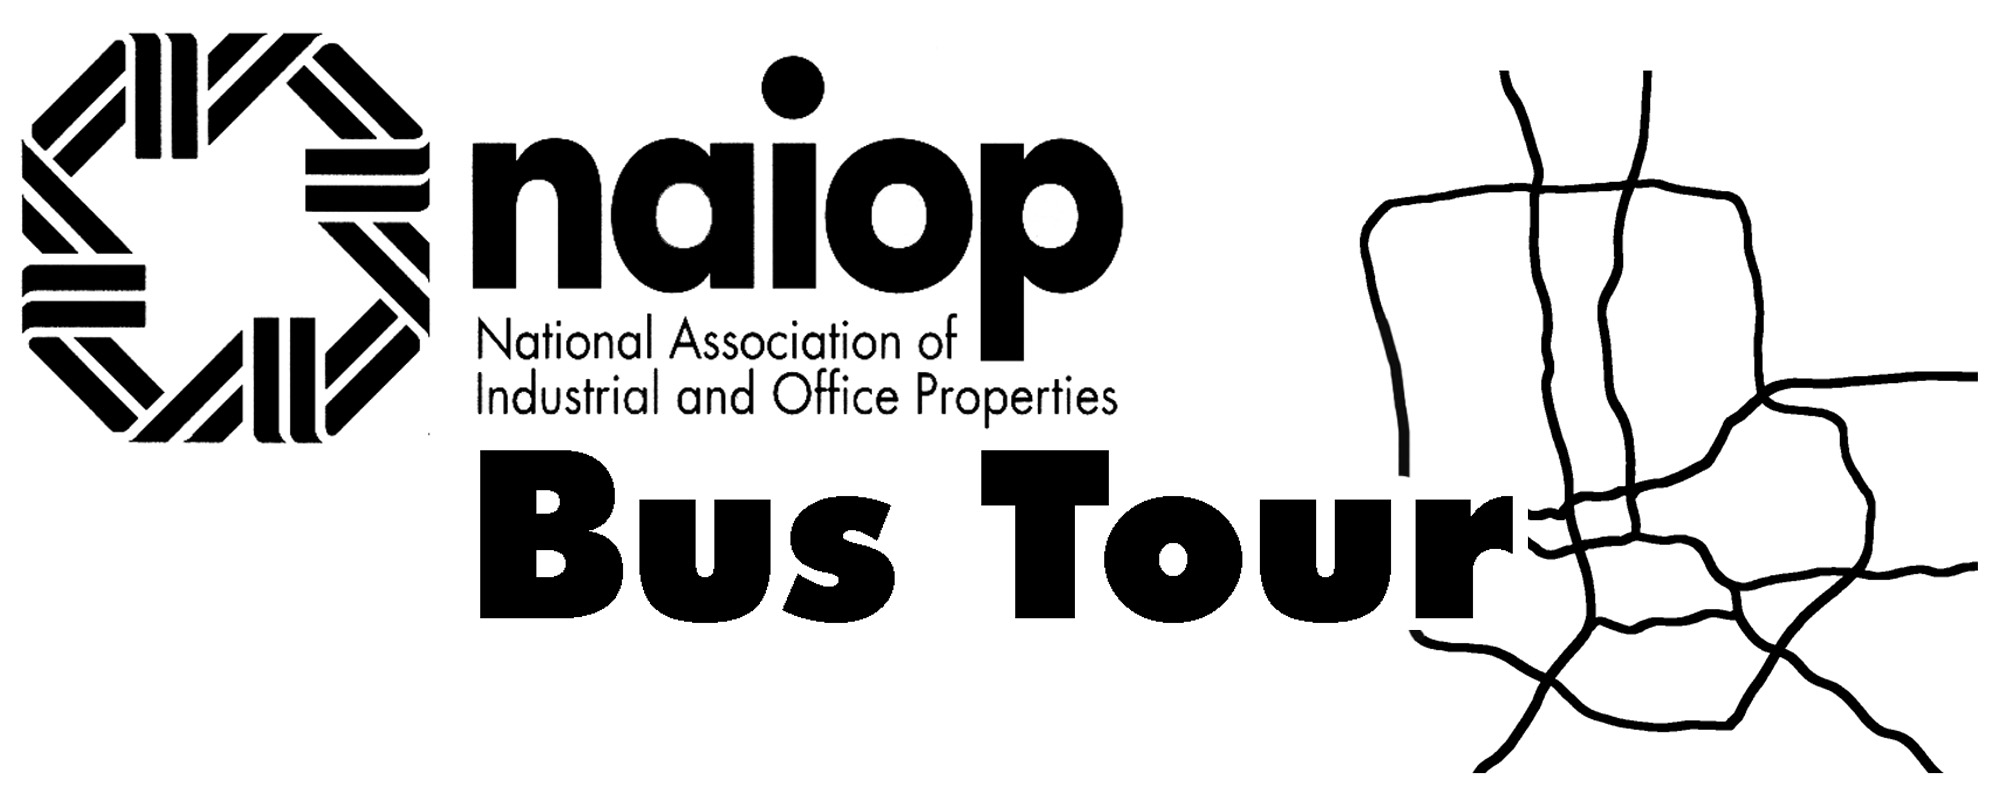 naiop
National Association of
Industrial and Office Properties
Bus Tour